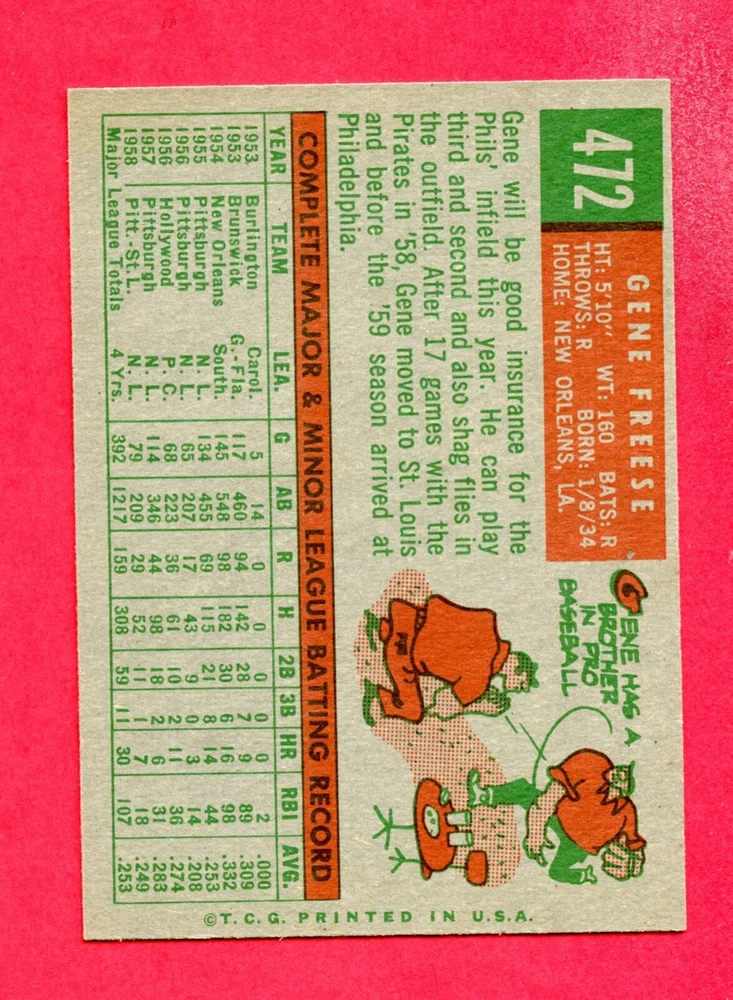 472
GENE FREESE
HT: 5'10" WT: 160 BATS: R
THROWS: R BORN: 1/8/34
HOME: NEW ORLEANS, LA.
Gene will be good insurance for the
Phils' infield this year. He can play
third and second and also shag flies in
the outfield. After 17 games with the
Pirates in '58, Gene moved to St. Louis
and before the '59 season arrived at
Philadelphia.
GENE HAS A
BROTHER
IN PRO
BASEBALL
COMPLETE MAJOR & MINOR LEAGUE BATTING RECORD
YEAR TEAM LEA. G AB R H 2B 3B HR RBI AVG.
1953 Burlington Carol. 5 14 0 0 0 0 0 2 .000
1953 Brunswick G.-Fla. 117 460 94 142 28 7 9 89 .309
1954 New Orleans South. 145 548 98 182 30 6 16 98 .332
1955 Pittsburgh N. L. 134 455 69 115 21 8 14 44 .253
1956 Pittsburgh N. L. 65 207 17 43 9 0 3 14 .208
1956 Hollywood P. C. 68 223 36 61 10 2 11 36 .274
1957 Pittsburgh N. L. 114 346 44 98 18 2 6 31 .283
1958 Pitt.-St.L. N. L. 79 209 29 52 11 1 7 18 .249
Major League Totals 4 Yrs. 392 1217 159 308 59 11 30 107 .253
©T.C.G. PRINTED IN U.S.A.